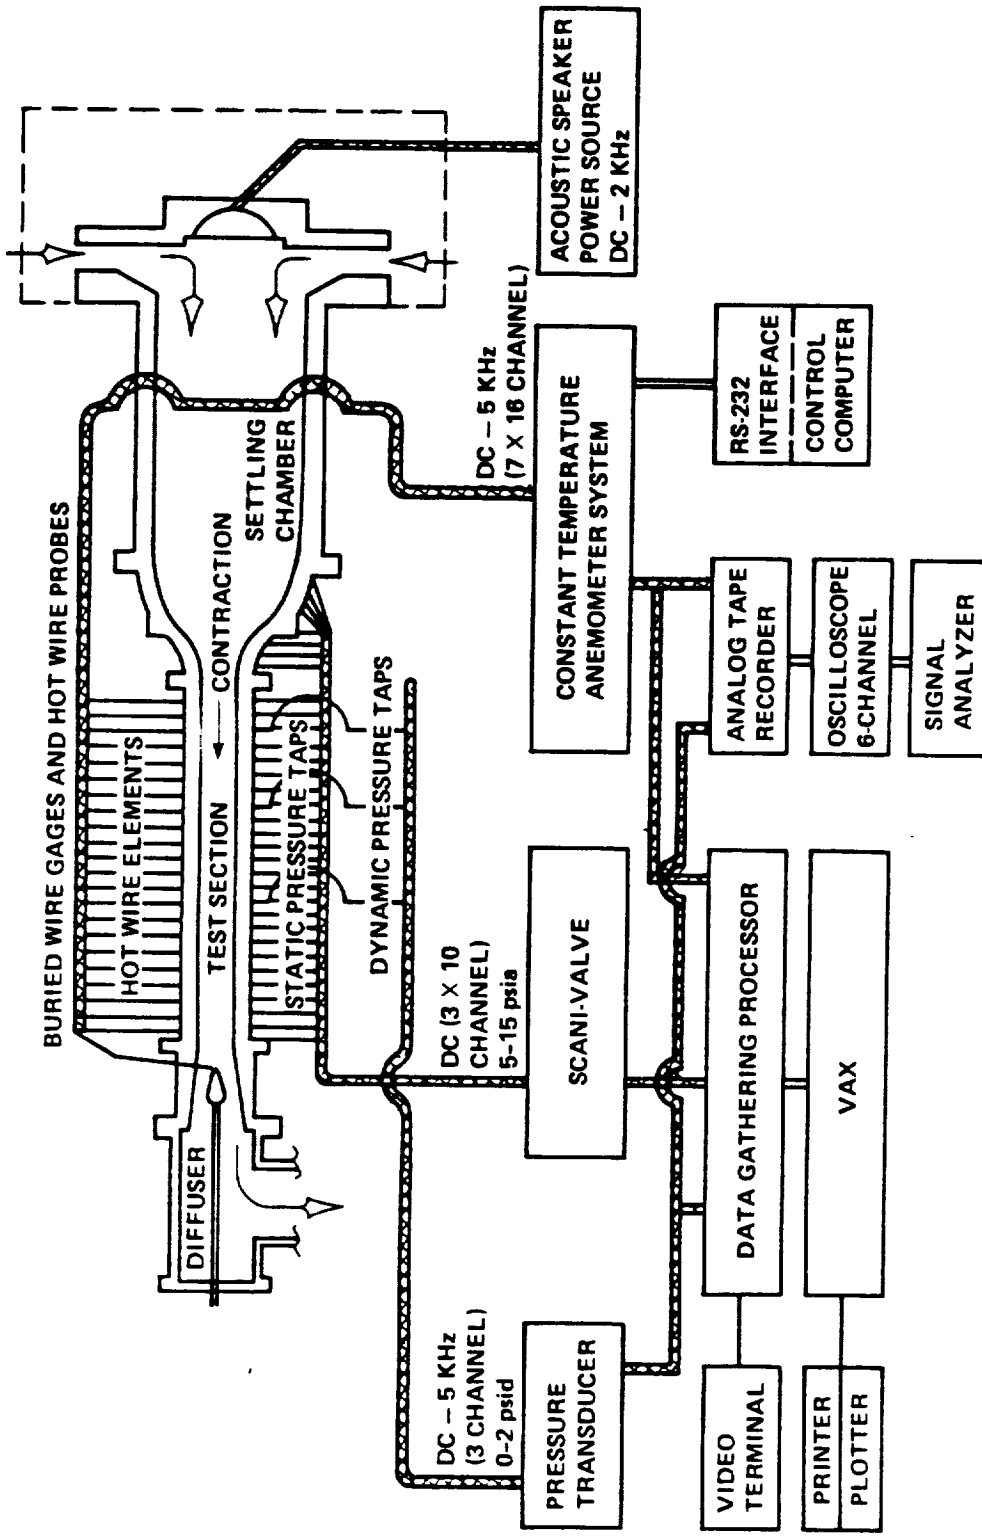 BURIED WIRE GAGES AND HOT WIRE PROBES
HOT WIRE ELEMENTS
DIFFUSER
TEST SECTION
CONTRACTION
SETTLING
CHAMBER
STATIC PRESSURE TAPS
DYNAMIC PRESSURE TAPS
DC – 5 KHz
(3 CHANNEL)
0-2 psid
DC (3 X 10
CHANNEL)
5-15 psia
DC – 5 KHz
(7 X 16 CHANNEL)
PRESSURE
TRANSDUCER
SCANI-VALVE
CONSTANT TEMPERATURE
ANEMOMETER SYSTEM
ACOUSTIC SPEAKER
POWER SOURCE
DC – 2 KHz
VIDEO
TERMINAL
DATA GATHERING PROCESSOR
ANALOG TAPE
RECORDER
RS-232
INTERFACE
CONTROL
COMPUTER
PRINTER
PLOTTER
VAX
OSCILLOSCOPE
6-CHANNEL
SIGNAL
ANALYZER